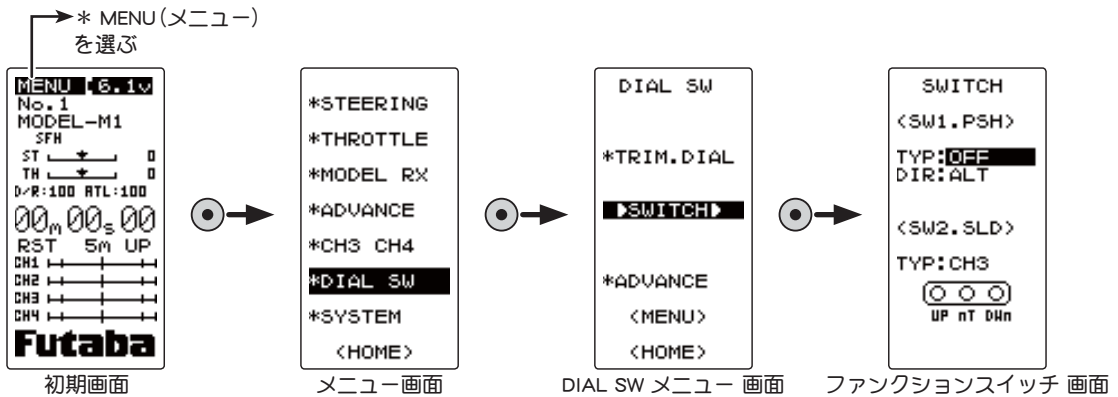 ＊ MENU（メニュー）
を選ぶ
MENU 6.1v
No.1
MODEL-M1
SFH
ST 0
TH 0
D/R:100 ATL:100
00m00s00
RST 5m UP
CH1
CH2
CH3
CH4
Futaba
初期画面
*STEERING
*THROTTLE
*MODEL RX
*ADVANCE
*CH3 CH4
*DIAL SW
*SYSTEM
<HOME>
メニュー画面
DIAL SW
*TRIM.DIAL
▶SWITCH▶
*ADVANCE
<MENU>
<HOME>
DIAL SW メニュー 画面
SWITCH
<SW1.PSH>
TYP:OFF
DIR:ALT
<SW2.SLD>
TYP:CH3
UP nT DWn
ファンクションスイッチ 画面